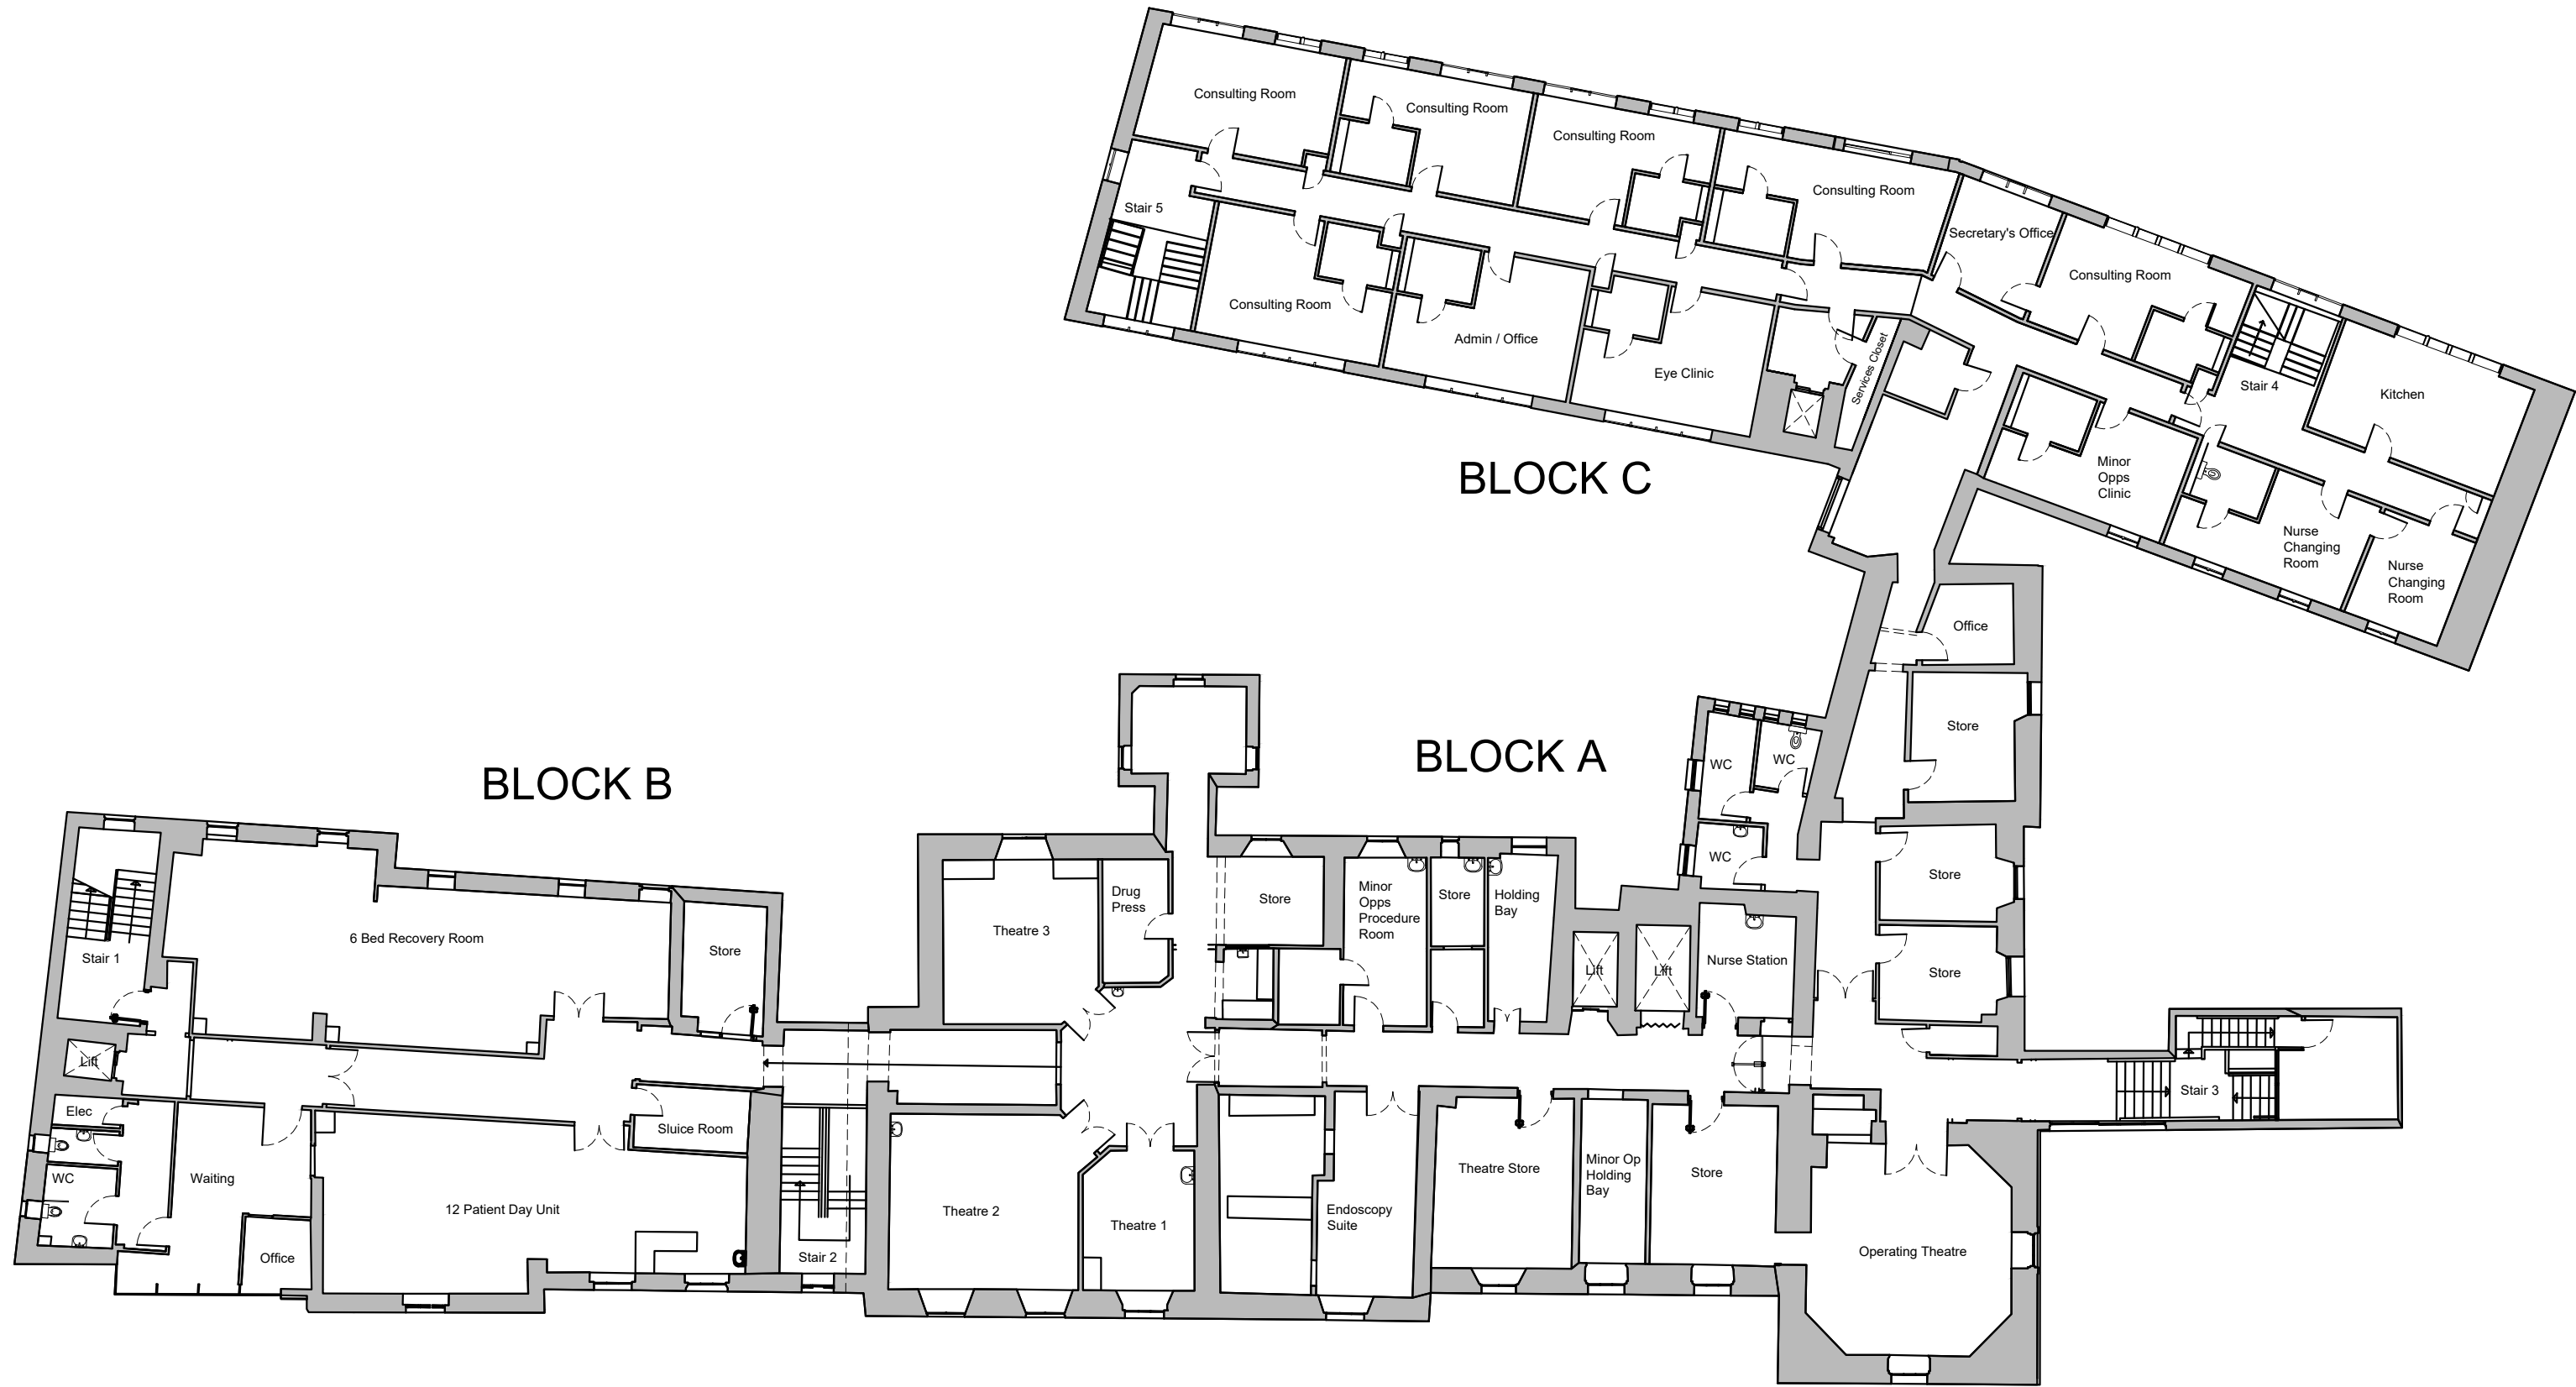 Consulting Room
Consulting Room
Consulting Room
Consulting Room
Stair 5
Secretary's Office
Consulting Room
Consulting Room
Admin / Office
Eye Clinic
Services Closet
Stair 4
Kitchen
Minor
Opps
Clinic
Nurse
Changing
Room
Nurse
Changing
Room
BLOCK C
Office
Store
BLOCK A
WC
WC
WC
BLOCK B
Store
Store
Drug
Press
Store
Minor
Opps
Procedure
Room
Store
Holding
Bay
Theatre 3
6 Bed Recovery Room
Store
Stair 1
Lift
Lift
Nurse Station
Lift
Elec
WC
Waiting
Office
12 Patient Day Unit
Sluice Room
Stair 2
Theatre 2
Theatre 1
Endoscopy
Suite
Theatre Store
Minor Op
Holding
Bay
Store
Operating Theatre
Stair 3